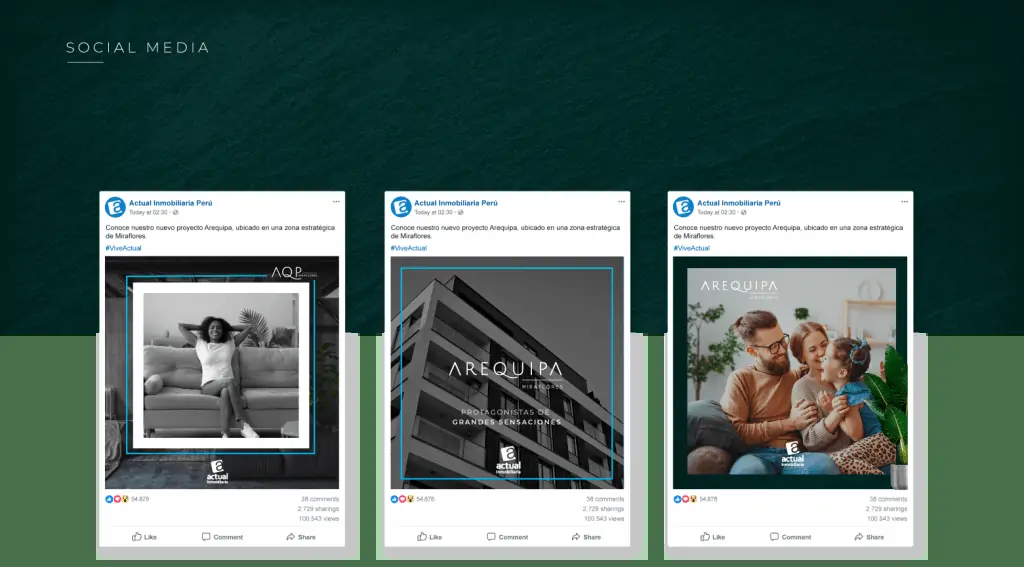 SOCIAL MEDIA
Actual Inmobiliaria Perú
Today at 02:30
Conoce nuestro nuevo proyecto Arequipa, ubicado en una zona estratégica
de Miraflores.
#ViveActual
AQP
MIRAFLORES
actual
inmobiliaria
54.878
38 comments
2.729 sharings
100.543 views
Like
Comment
Share
Actual Inmobiliaria Perú
Today at 02:30
Conoce nuestro nuevo proyecto Arequipa, ubicado en una zona estratégica
de Miraflores.
#ViveActual
AREQUIPA
MIRAFLORES
PROTAGONISTAS DE
GRANDES SENSACIONES
actual
inmobiliaria
54.878
38 comments
2.729 sharings
100.543 views
Like
Comment
Share
Actual Inmobiliaria Perú
Today at 02:30
Conoce nuestro nuevo proyecto Arequipa, ubicado en una zona estratégica
de Miraflores.
#ViveActual
AREQUIPA
MIRAFLORES
actual
inmobiliaria
54.878
38 comments
2.729 sharings
100.543 views
Like
Comment
Share